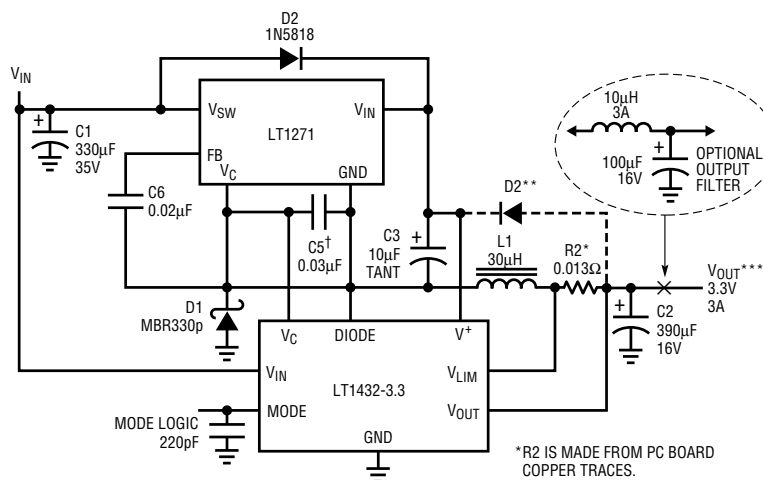 D2
1N5818
V_IN
V_SW
V_IN
LT1271
FB
V_C
GND
+
C1
330µF
35V
C6
0.02µF
C5†
0.03µF
+
C3
10µF
TANT
D2**
L1
30µH
R2*
0.013Ω
10µH
3A
+
100µF
16V
OPTIONAL
OUTPUT
FILTER
V_OUT***
3.3V
3A
+
C2
390µF
16V
D1
MBR330p
V_C
DIODE
V+
V_IN
V_LIM
LT1432-3.3
MODE
V_OUT
GND
MODE LOGIC
220pF
*R2 IS MADE FROM PC BOARD
COPPER TRACES.